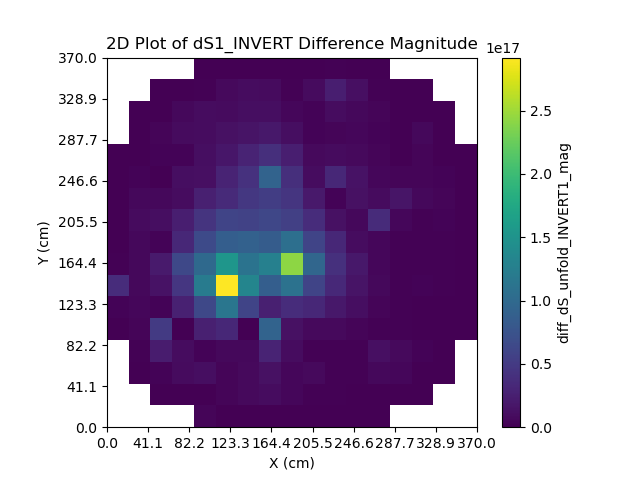 2D Plot of dS1_INVERT Difference Magnitude
1e17
370.0
328.9
287.7
246.6
205.5
164.4
123.3
82.2
41.1
0.0
Y (cm)
0.0 41.1 82.2 123.3 164.4 205.5 246.6 287.7 328.9 370.0
X (cm)
2.5
2.0
1.5
1.0
0.5
0.0
diff_dS_unfold_INVERT1_mag